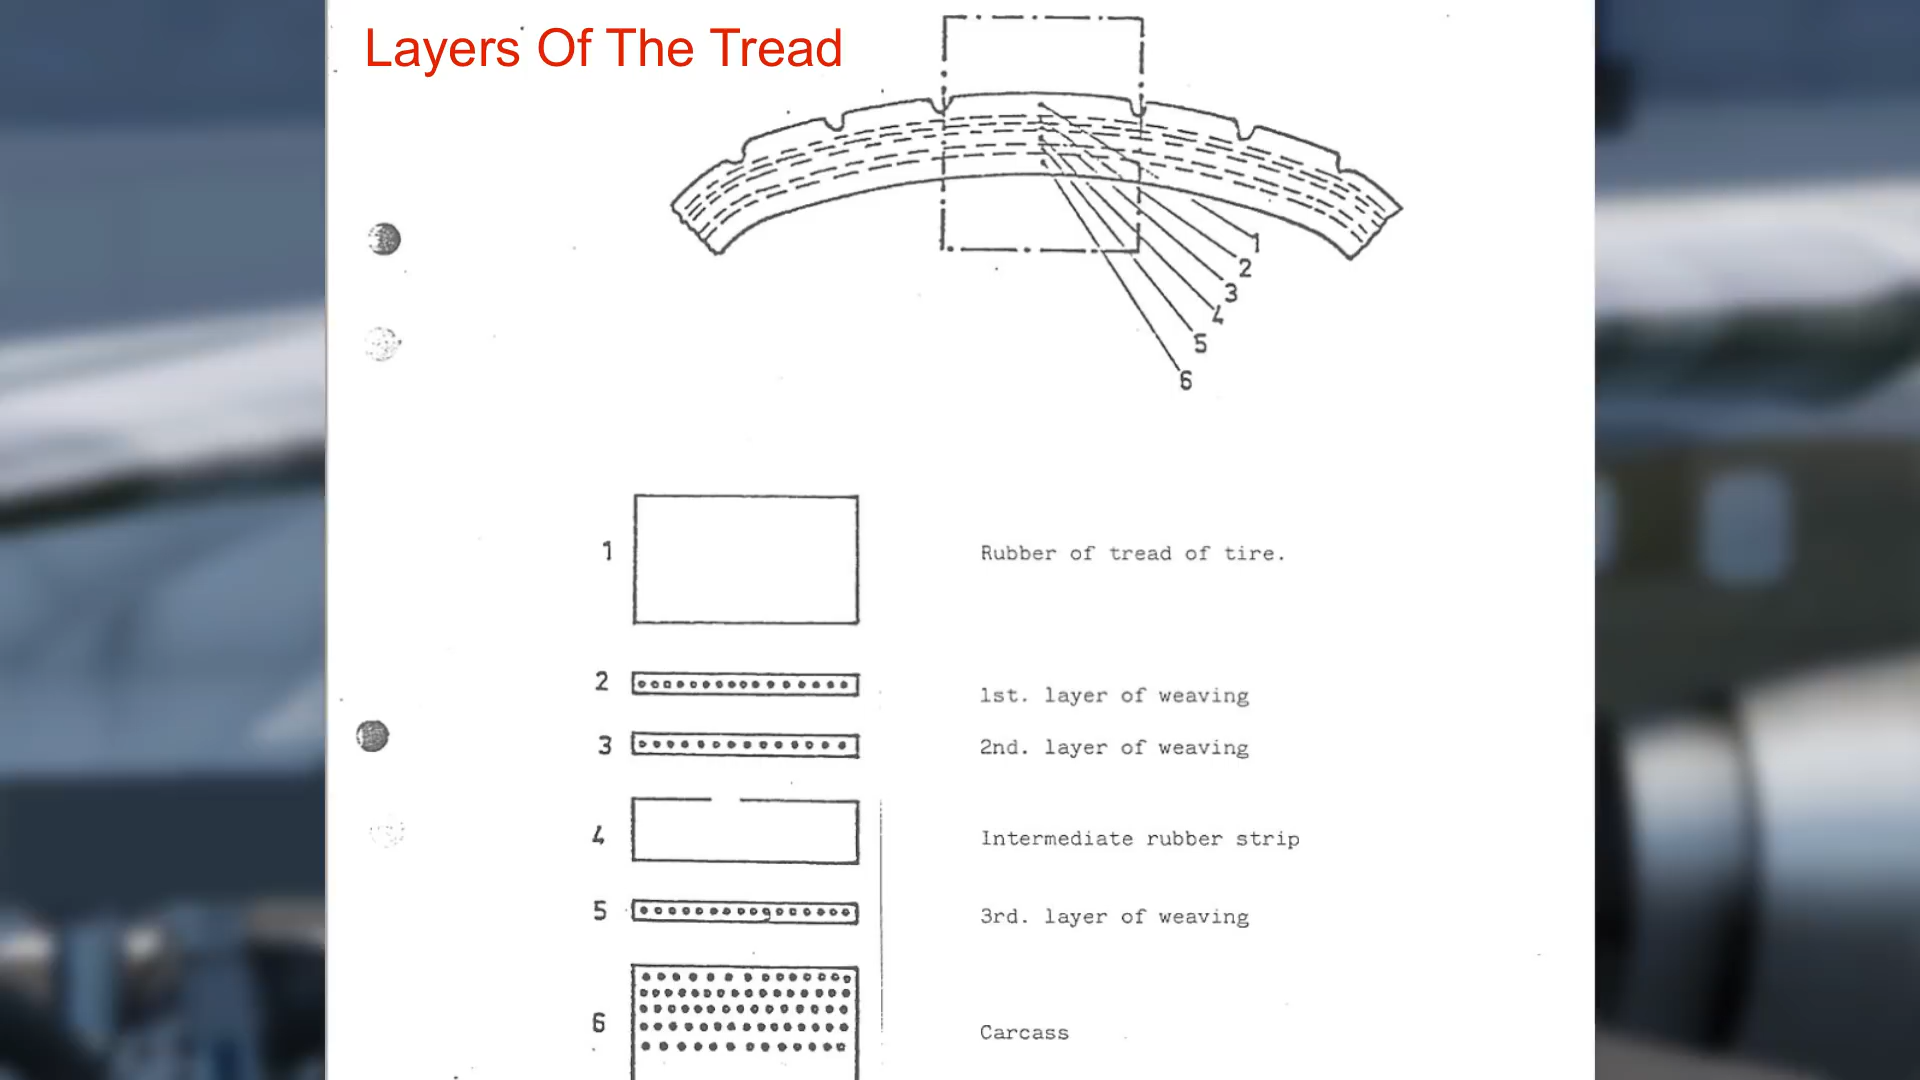 Layers Of The Tread
1
2
3
4
5
6
1 Rubber of tread of tire.
2 1st. layer of weaving
3 2nd. layer of weaving
4 Intermediate rubber strip
5 3rd. layer of weaving
6 Carcass